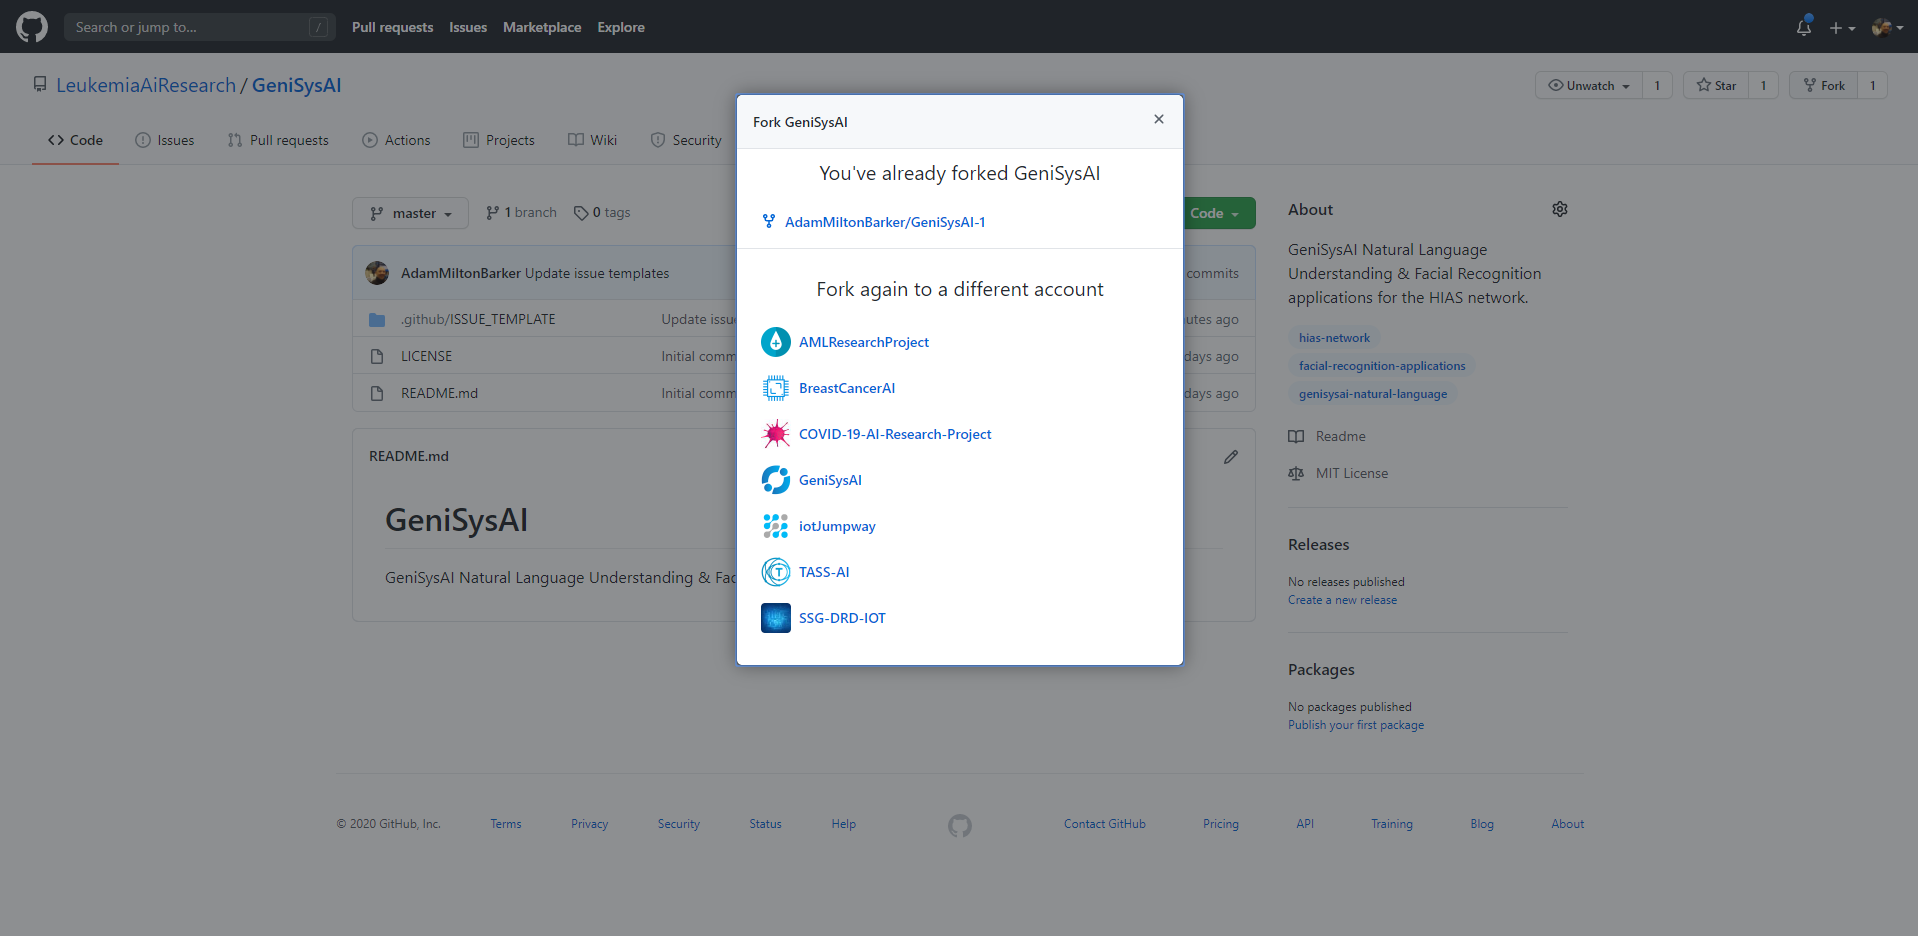 Search or jump to... /
Pull requests Issues Marketplace Explore
LeukemiaAiResearch / GeniSysAI
Unwatch 1 Star 1 Fork 1
Code Issues Pull requests Actions Projects Wiki Security
Fork GeniSysAI
You've already forked GeniSysAI
AdamMiltonBarker/GeniSysAI-1
Fork again to a different account
AMLResearchProject
BreastCancerAI
COVID-19-AI-Research-Project
GeniSysAI
iotJumpway
TASS-AI
SSG-DRD-IOT
master 1 branch 0 tags Code
AdamMiltonBarker Update issue templates commits
.github/ISSUE_TEMPLATE Update issu utes ago
LICENSE Initial comm days ago
README.md Initial comm days ago
README.md
GeniSysAI
GeniSysAI Natural Language Understanding & Fac
About
GeniSysAI Natural Language
Understanding & Facial Recognition
applications for the HIAS network.
hias-network
facial-recognition-applications
genisysai-natural-language
Readme
MIT License
Releases
No releases published
Create a new release
Packages
No packages published
Publish your first package
© 2020 GitHub, Inc. Terms Privacy Security Status Help Contact GitHub Pricing API Training Blog About